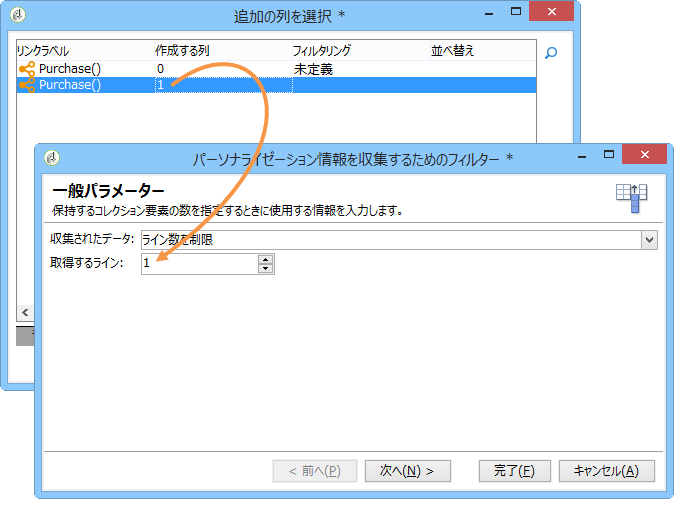 追加の列を選択 *
リンクラベル 作成する列 フィルタリング 並べ替え
Purchase() 0 未定義
Purchase() 1
パーソナライゼーション情報を収集するためのフィルター *
一般パラメーター
保持するコレクション要素の数を指定するときに使用する情報を入力します。
収集されたデータ: ライン数を制限
取得するライン: 1
< 前へ(P) 次へ(N) > 完了(F) キャンセル(A)